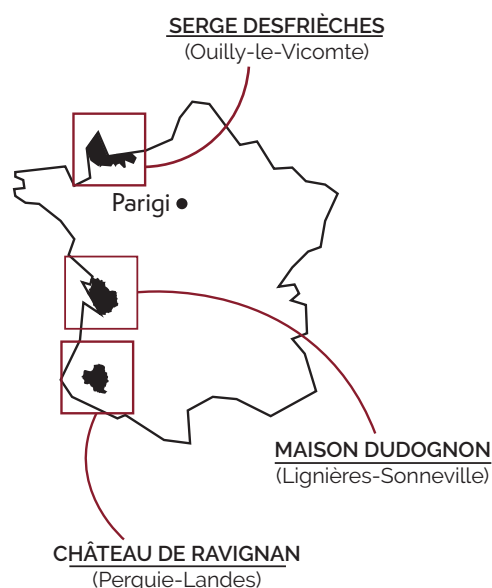 SERGE DESFRIÈCHES
(Ouilly-le-Vicomte)
Parigi
MAISON DUDOGNON
(Lignières-Sonneville)
CHÂTEAU DE RAVIGNAN
(Perquie-Landes)